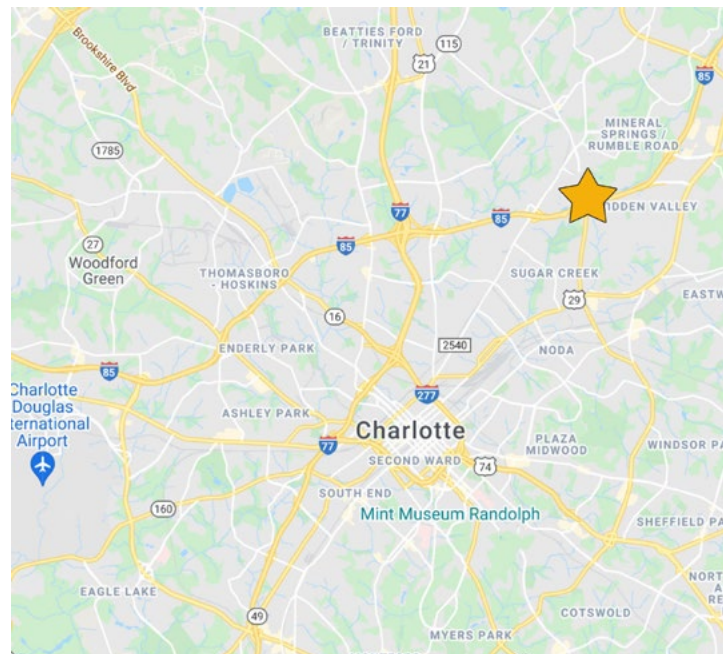 BEATTIES FORD
/ TRINITY
115
21
Brookshire Blvd
85
MINERAL
SPRINGS /
RUMBLE ROAD
1785
77
85
IDDEN VALLEY
27
Woodford
Green
85
THOMASBORO
- HOSKINS
SUGAR CREEK
29
EASTW
16
2540
ENDERLY PARK
NODA
85
277
Charlotte
Douglas
ternational
Airport
ASHLEY PARK
Charlotte
77
PLAZA
MIDWOOD
WINDSOR PA
SECOND WARD
74
160
SOUTH END
Mint Museum Randolph
SHEFFIELD P
EAGLE LAKE
49
NORT
A
RE
COTSWOLD
MYERS PARK